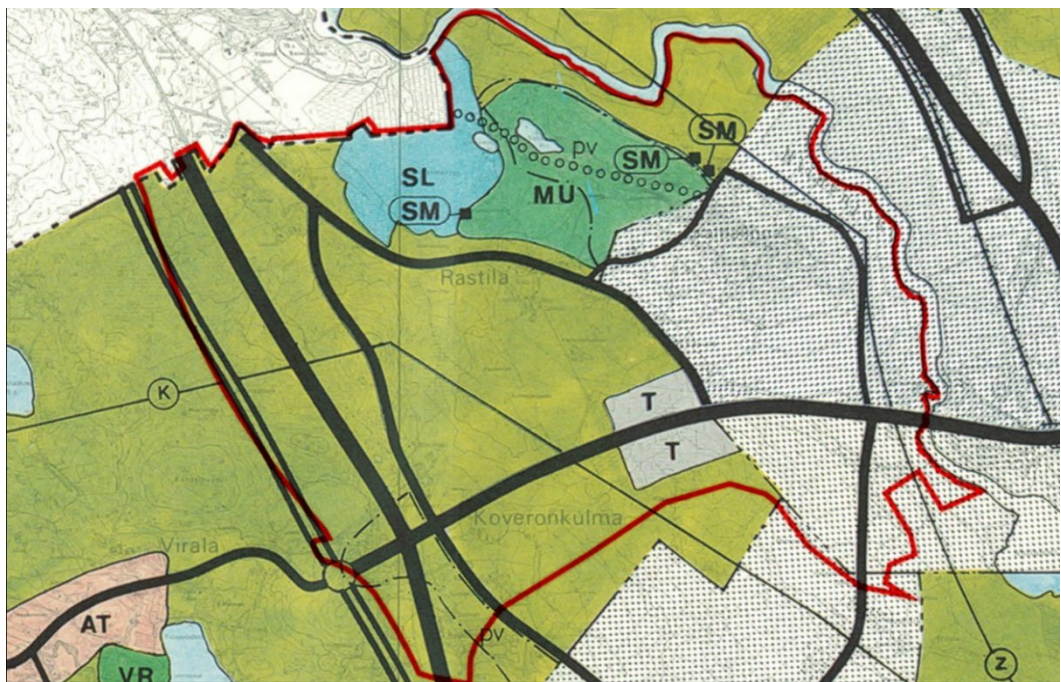 SM
pv
SM
SL
MU
SM
Rastila
K
T
T
Koveronkulma
Virala
AT
pv
Z
VR